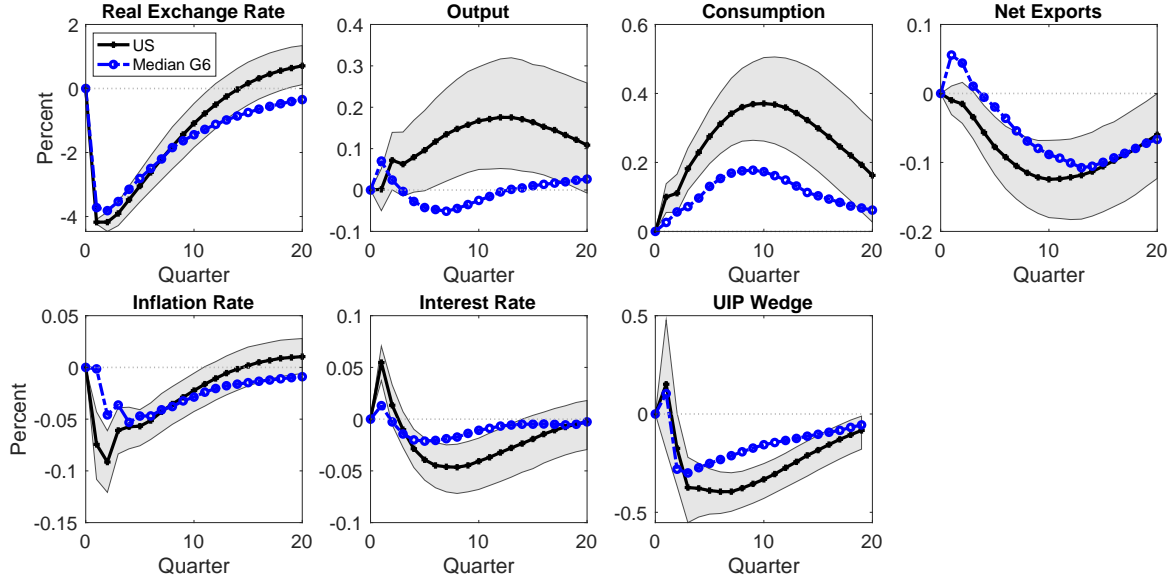 Real Exchange Rate
Output
Consumption
Net Exports
US
Median G6
Percent
2
0
-2
-4
0
10
20
Quarter
0.4
0.3
0.2
0.1
0
-0.1
0
10
20
Quarter
0.6
0.4
0.2
0
0
10
20
Quarter
0.1
0
-0.1
-0.2
0
10
20
Quarter
Inflation Rate
Interest Rate
UIP Wedge
Percent
0.05
0
-0.05
-0.1
-0.15
0
10
20
Quarter
0.1
0.05
0
-0.05
-0.1
0
10
20
Quarter
0.5
0
-0.5
0
10
20
Quarter